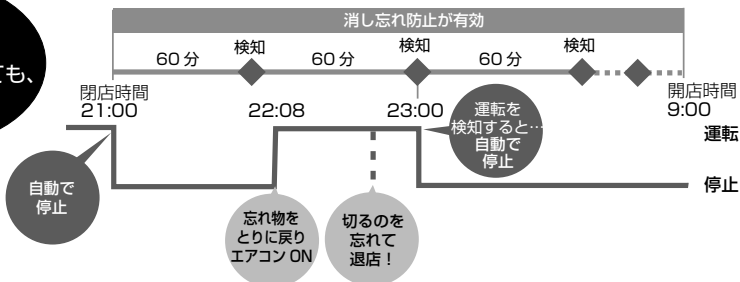 ても、
消し忘れ防止が有効
60分
検知
60分
検知
60分
検知
閉店時間
21:00
22:08
23:00
開店時間
9:00
運転を
検知すると…
自動で
停止
運転
停止
自動で
停止
忘れ物を
とりに戻り
エアコン ON
切るのを
忘れて
退店！